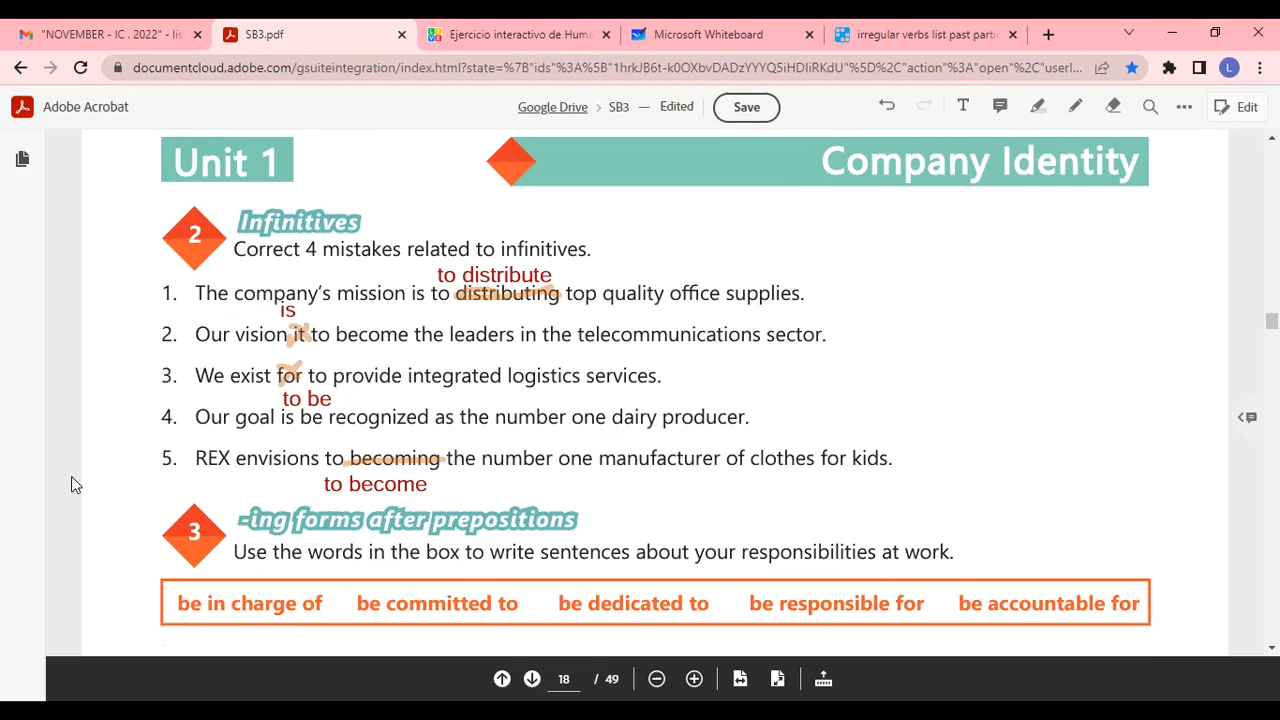 "NOVEMBER - IC . 2022" - lis
SB3.pdf
Ejercicio interactivo de Huma
Microsoft Whiteboard
irregular verbs list past partic
documentcloud.adobe.com/gsuiteintegration/index.html?state=%7B"ids"%3A%5B"1hrkJB6t-k0OXbvDADzYYYQ5iHDIiRKdU"%5D%2C"action"%3A"open"%2C"userI...
L
Adobe Acrobat
Google Drive > SB3 — Edited
Save
T
Edit
Unit 1
Company Identity
2
Infinitives
Correct 4 mistakes related to infinitives.
to distribute
1. The company's mission is to distributing top quality office supplies.
is
2. Our vision it to become the leaders in the telecommunications sector.
3. We exist for to provide integrated logistics services.
to be
4. Our goal is be recognized as the number one dairy producer.
5. REX envisions to becoming the number one manufacturer of clothes for kids.
to become
3
-ing forms after prepositions
Use the words in the box to write sentences about your responsibilities at work.
be in charge of be committed to be dedicated to be responsible for be accountable for
18 / 49